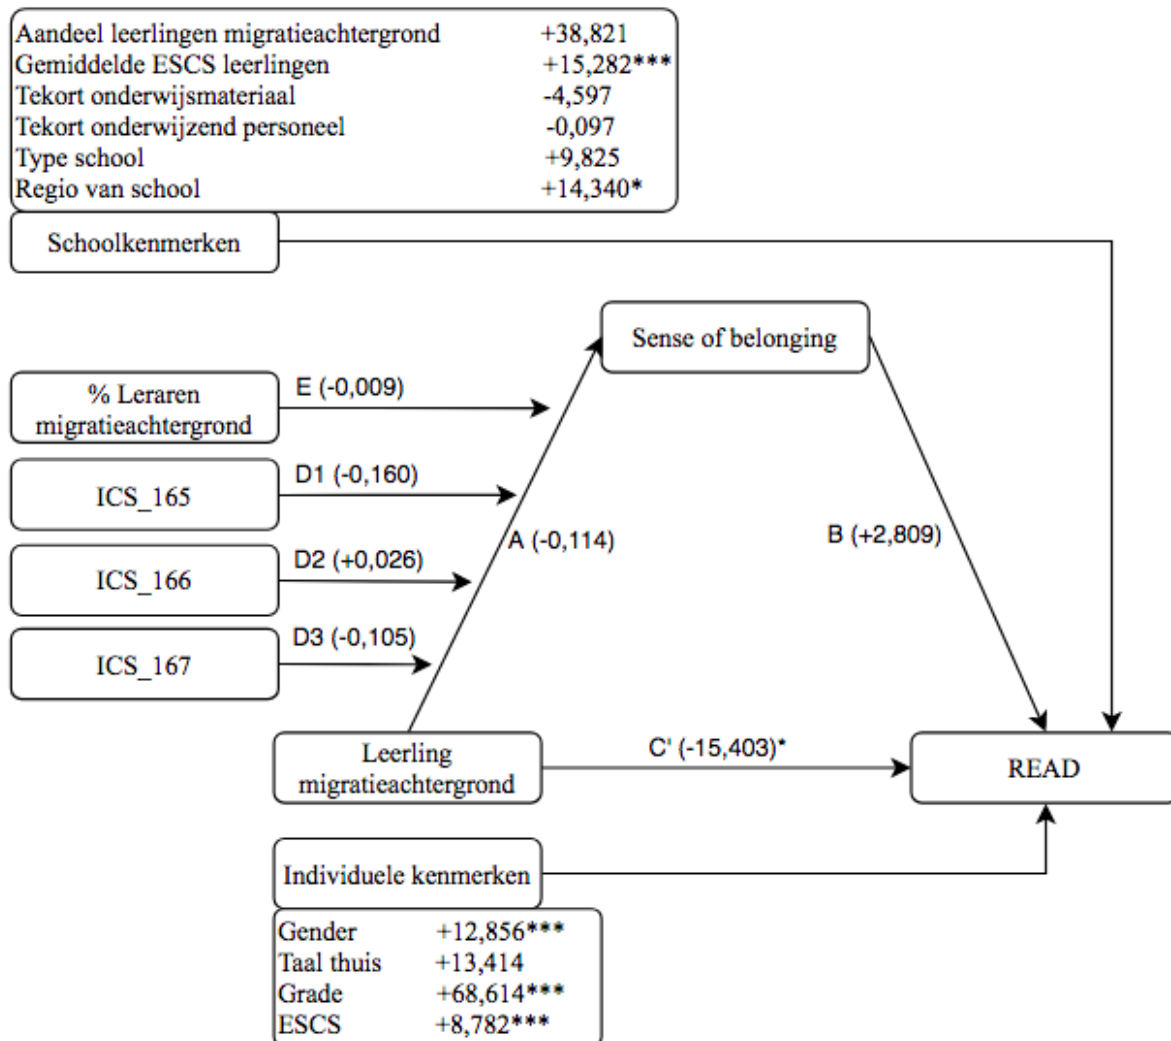 Aandeel leerlingen migratieachtergrond +38,821
Gemiddelde ESCS leerlingen +15,282***
Tekort onderwijsmateriaal -4,597
Tekort onderwijzend personeel -0,097
Type school +9,825
Regio van school +14,340*
Schoolkenmerken
Sense of belonging
% Leraren
migratieachtergrond
E (-0,009)
ICS_165
D1 (-0,160)
A (-0,114)
B (+2,809)
ICS_166
D2 (+0,026)
ICS_167
D3 (-0,105)
Leerling
migratieachtergrond
C' (-15,403)*
READ
Individuele kenmerken
Gender +12,856***
Taal thuis +13,414
Grade +68,614***
ESCS +8,782***